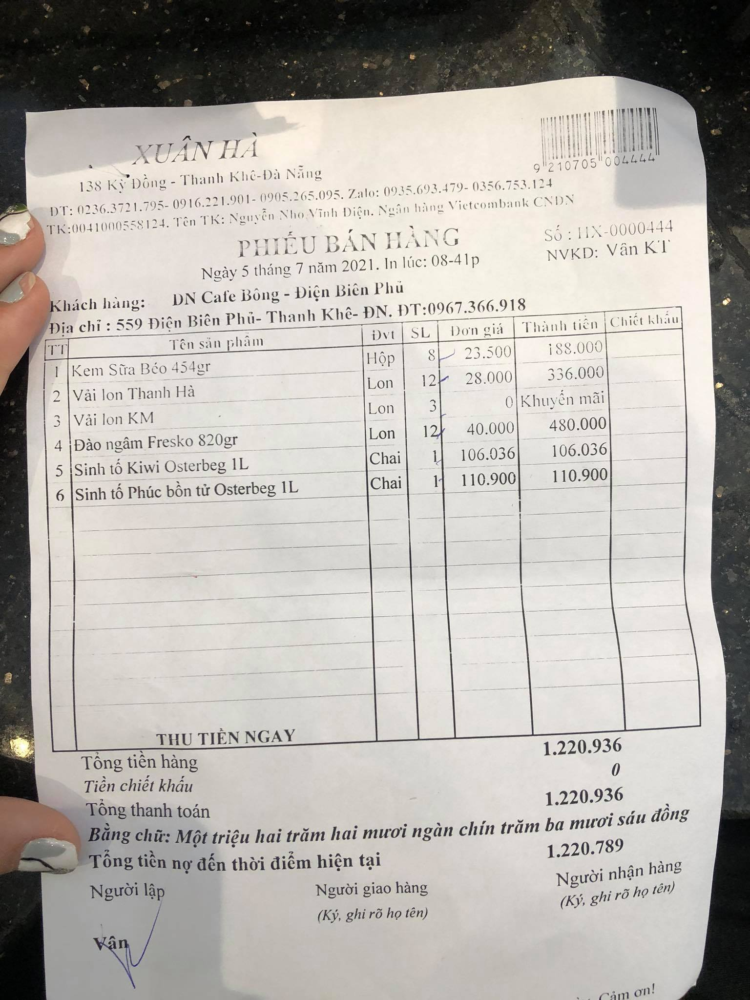 XUÂN HÀ
9 210705 004444
138 Kỳ Đồng - Thanh Khê-Đà Nẵng
ĐT: 0236.3721.795- 0916.221.901- 0905.265.095. Zalo: 0935.693.479- 0356.753.124
TK:0041000558124. Tên TK: Nguyễn Nho Vĩnh Điện. Ngân hàng Vietcombank CNĐN
PHIẾU BÁN HÀNG
Số : HX-0000444
Ngày 5 tháng 7 năm 2021. In lúc: 08-41p
NVKD: Vân KT
Khách hàng: DN Cafe Bông - Điện Biên Phủ
Địa chỉ : 559 Điện Biên Phủ- Thanh Khê- ĐN. ĐT:0967.366.918
TT Tên sản phẩm Đvt SL Đơn giá Thành tiền Chiết khấu
1 Kem Sữa Béo 454gr Hộp 8 23.500 188.000
2 Vải lon Thanh Hà Lon 12 28.000 336.000
3 Vải lon KM Lon 3 0 Khuyến mãi
4 Đào ngâm Fresko 820gr Lon 12 40.000 480.000
5 Sinh tố Kiwi Osterbeg 1L Chai 1 106.036 106.036
6 Sinh tố Phúc bồn tử Osterbeg 1L Chai 1 110.900 110.900
THU TIỀN NGAY
Tổng tiền hàng 1.220.936
Tiền chiết khấu 0
Tổng thanh toán 1.220.936
Bằng chữ: Một triệu hai trăm hai mươi ngàn chín trăm ba mươi sáu đồng
Tổng tiền nợ đến thời điểm hiện tại 1.220.789
Người lập Người giao hàng Người nhận hàng
(Ký, ghi rõ họ tên) (Ký, ghi rõ họ tên)
Vân
Cảm ơn!